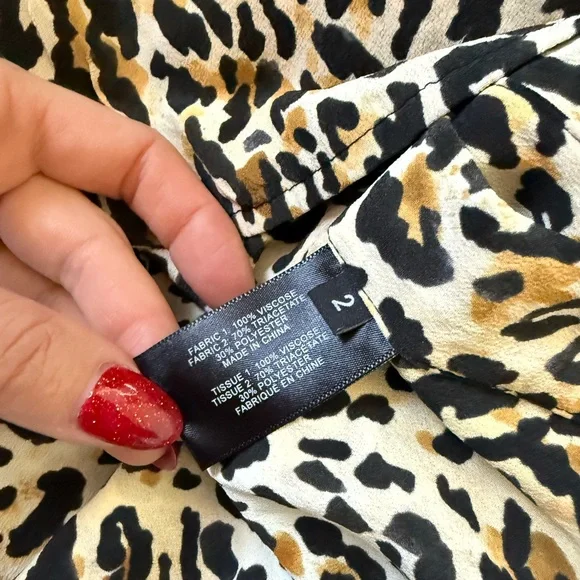 FABRIC 1. 100% VISCOSE
FABRIC 2. 70% TRIACETATE
30% POLYESTER
MADE IN CHINA
TISSUE 1. 100% VISCOSE
TISSUE 2. 70% TRIACETATE
30% POLYESTER
FABRIQUÉ EN CHINE
2